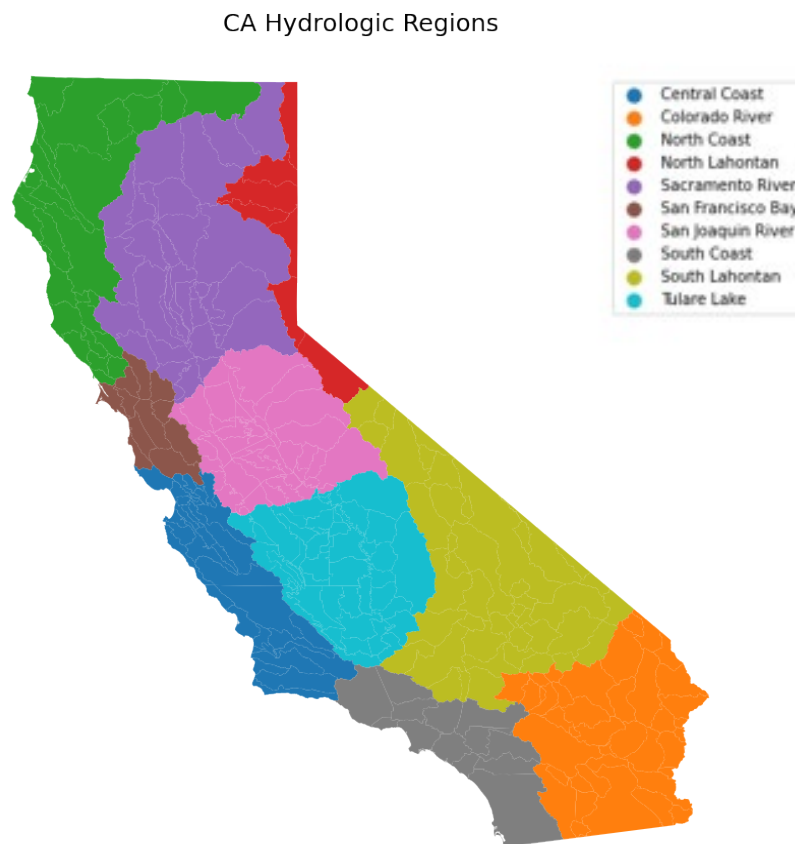 CA Hydrologic Regions
Central Coast
Colorado River
North Coast
North Lahontan
Sacramento River
San Francisco Bay
San Joaquin River
South Coast
South Lahontan
Tulare Lake